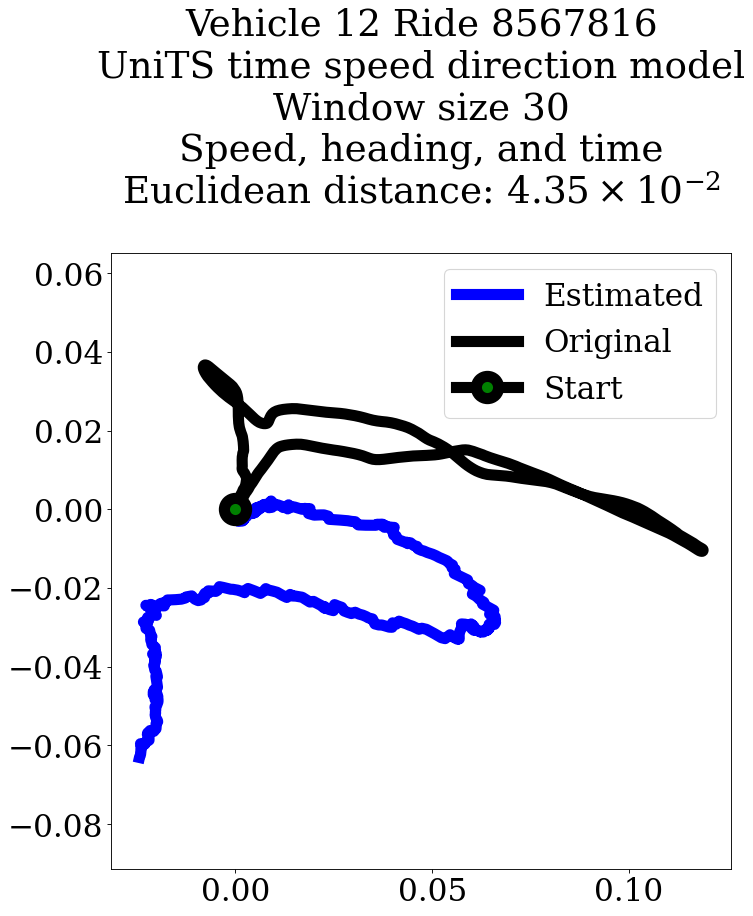 Vehicle 12 Ride 8567816
UniTS time speed direction model
Window size 30
Speed, heading, and time
Euclidean distance: 4.35 × 10⁻²
Estimated
Original
Start
0.06
0.04
0.02
0.00
−0.02
−0.04
−0.06
−0.08
0.00 0.05 0.10